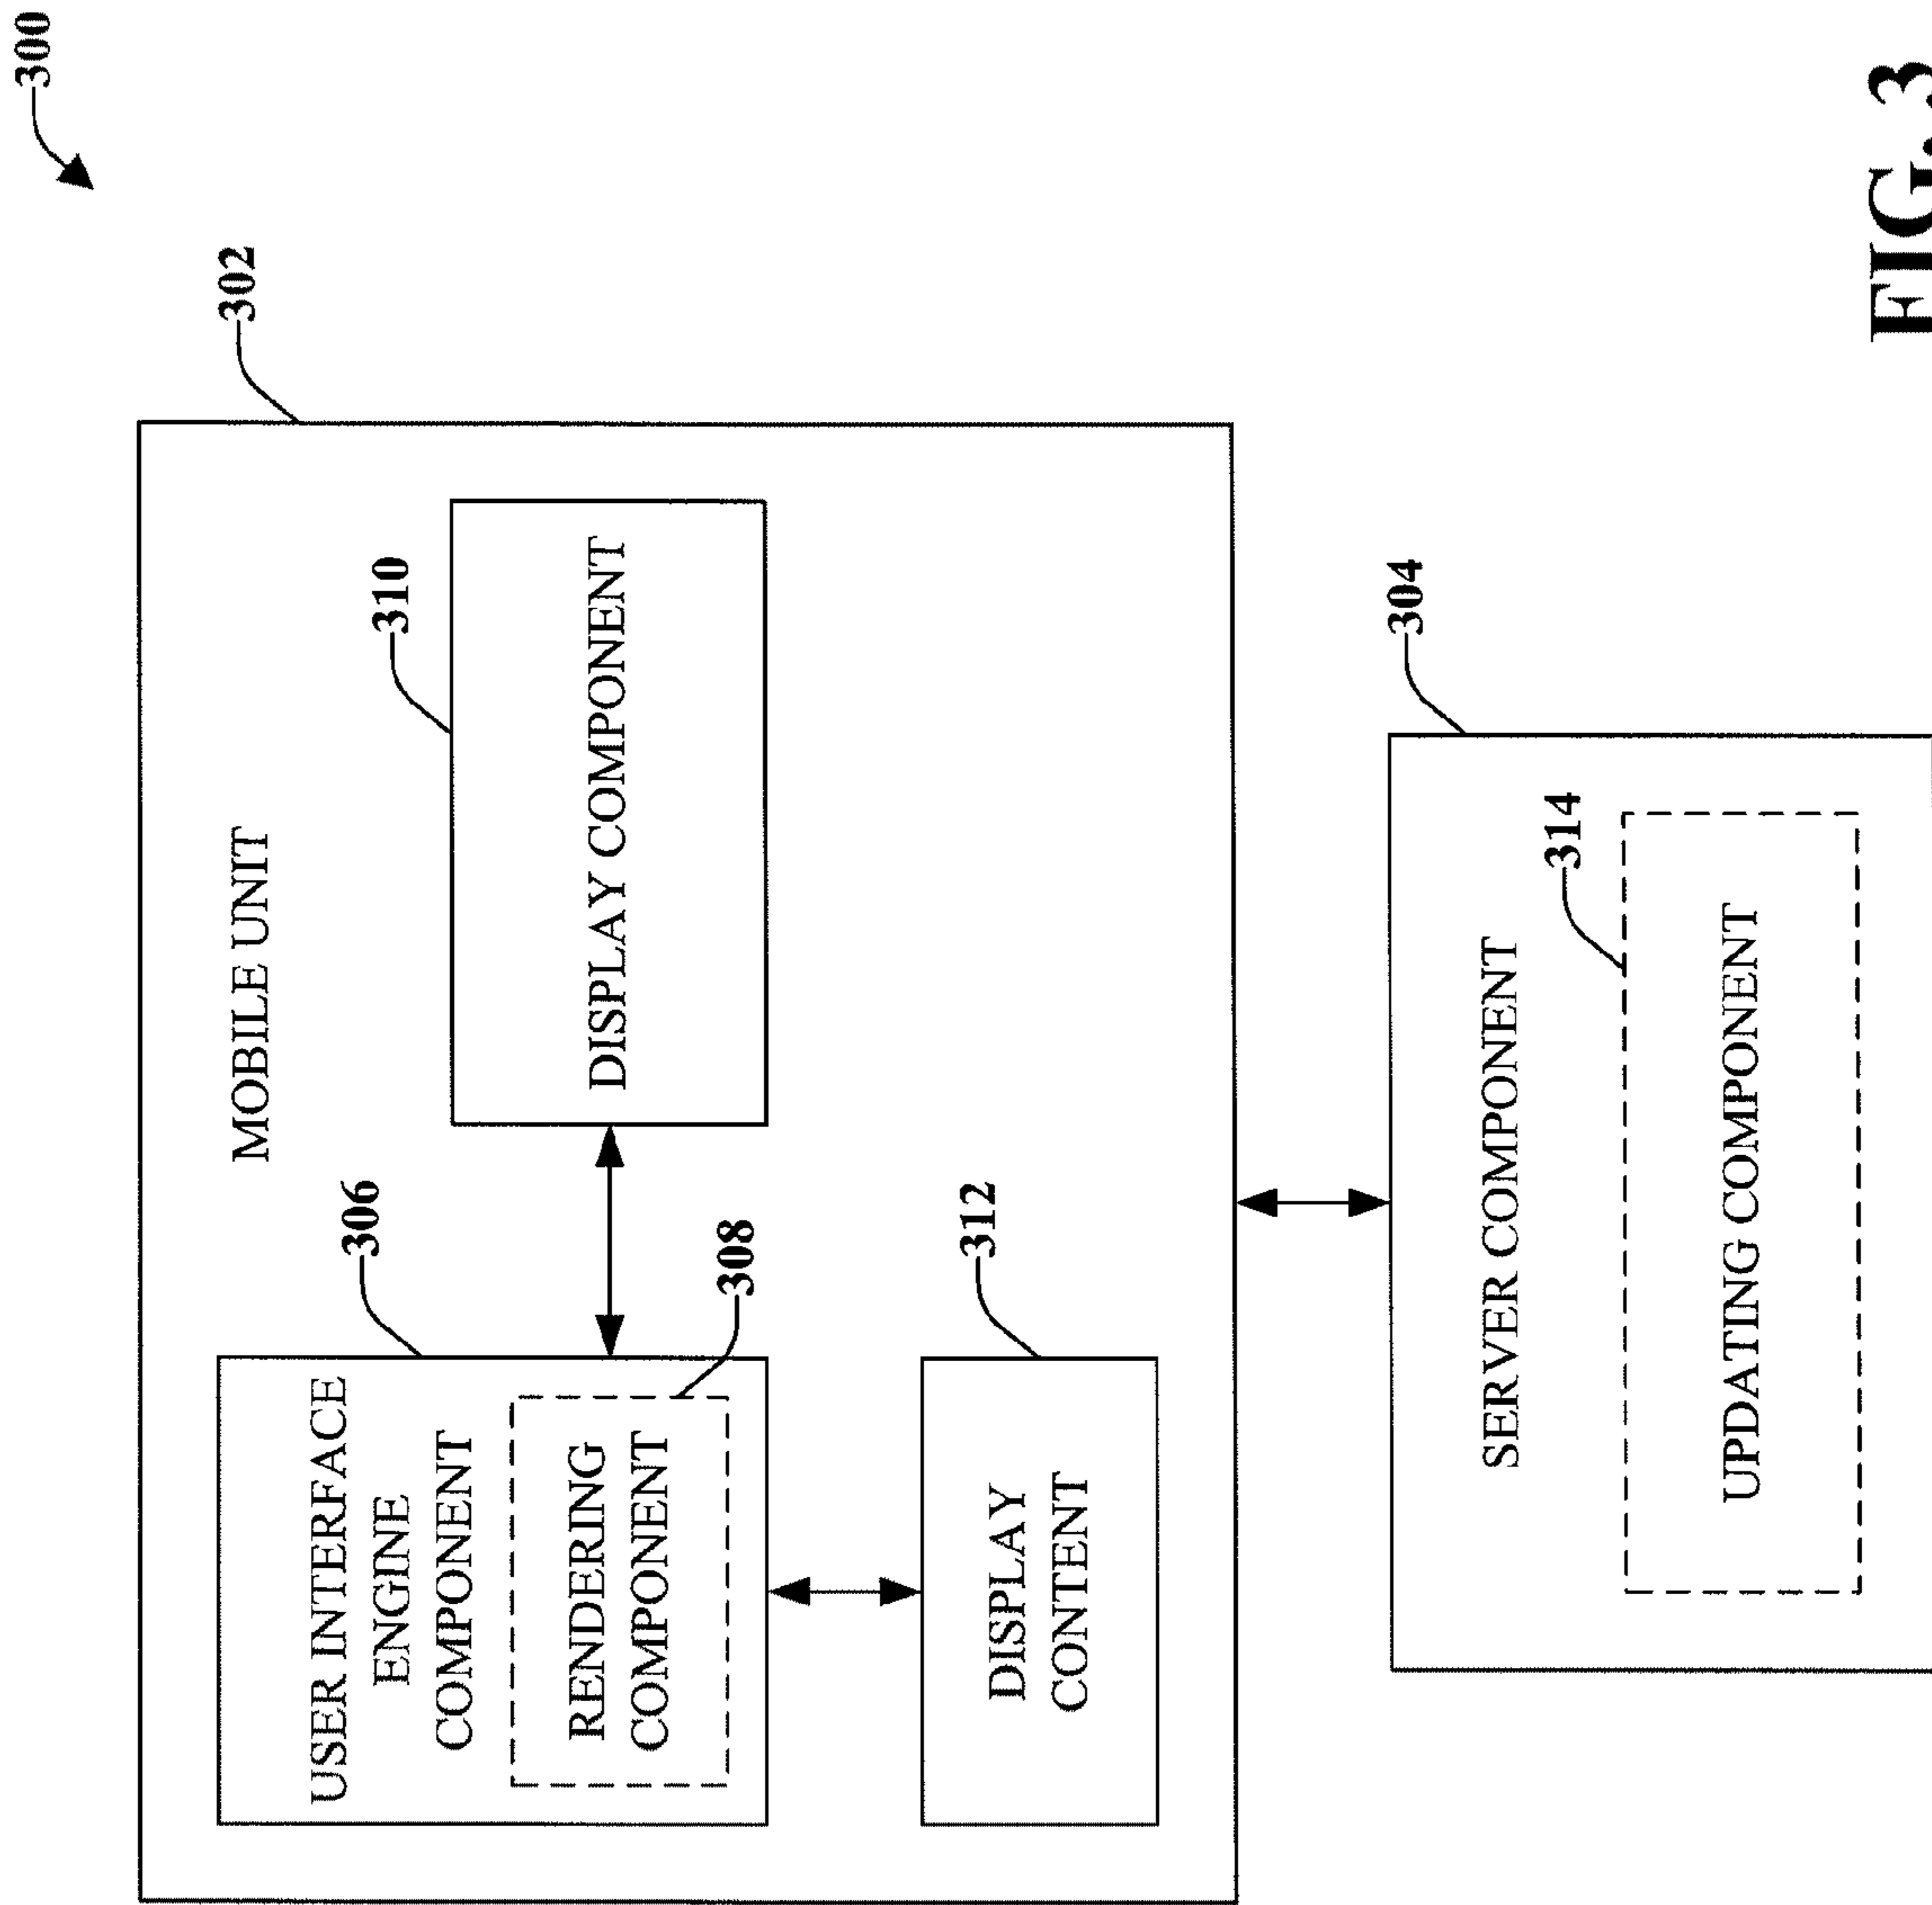 300
302
MOBILE UNIT
306
USER INTERFACE
ENGINE
COMPONENT
308
RENDERING
COMPONENT
310
DISPLAY COMPONENT
312
DISPLAY
CONTENT
304
SERVER COMPONENT
314
UPDATING COMPONENT
FIG. 3